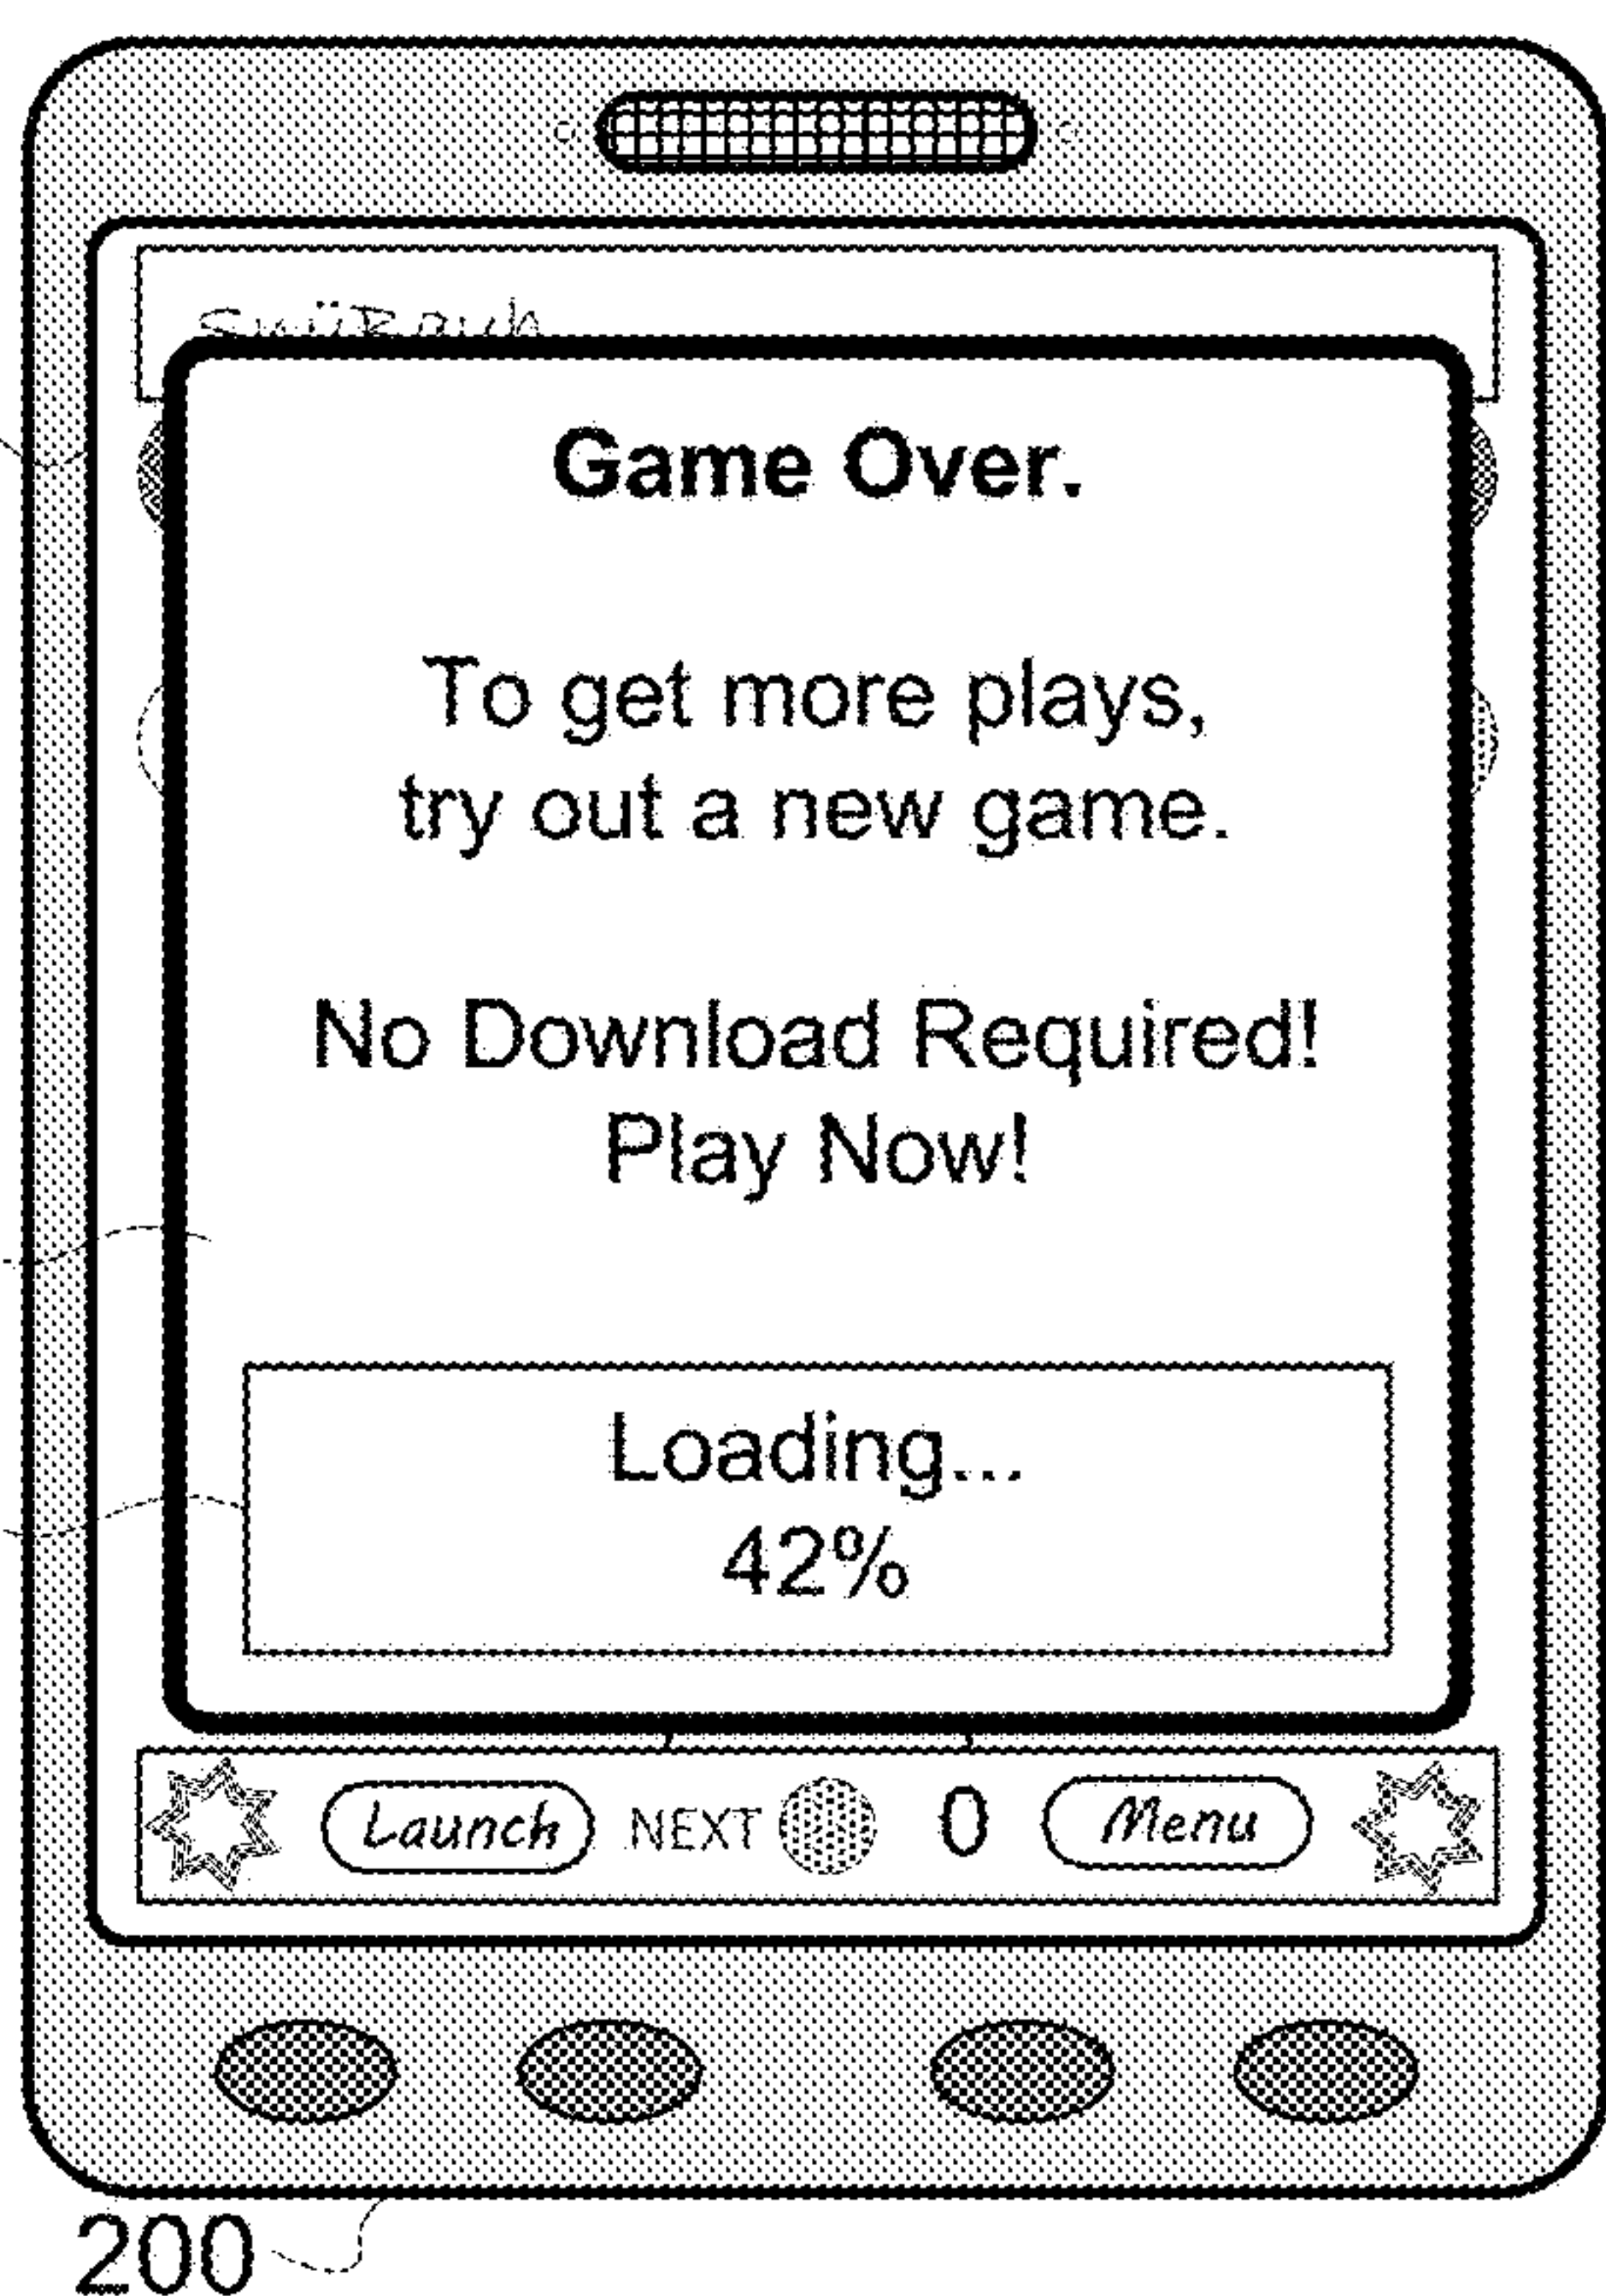 Game Over.
To get more plays,
try out a new game.
No Download Required!
Play Now!
Loading...
42%
Launch NEXT 0 Menu
200